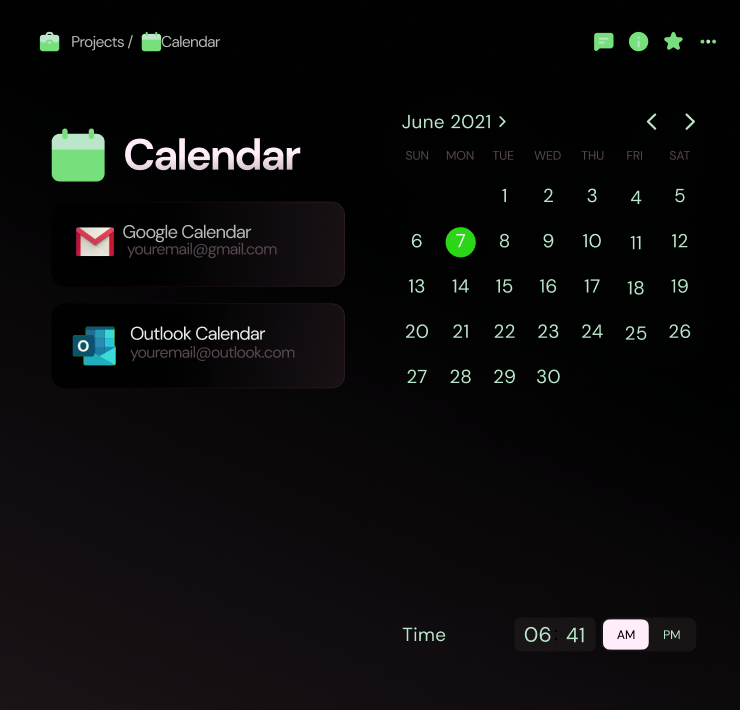 Projects / Calendar
Calendar
Google Calendar
youremail@gmail.com
Outlook Calendar
youremail@outlook.com
June 2021
SUN MON TUE WED THU FRI SAT
1 2 3 4 5
6 7 8 9 10 11 12
13 14 15 16 17 18 19
20 21 22 23 24 25 26
27 28 29 30
Time 06 : 41 AM PM